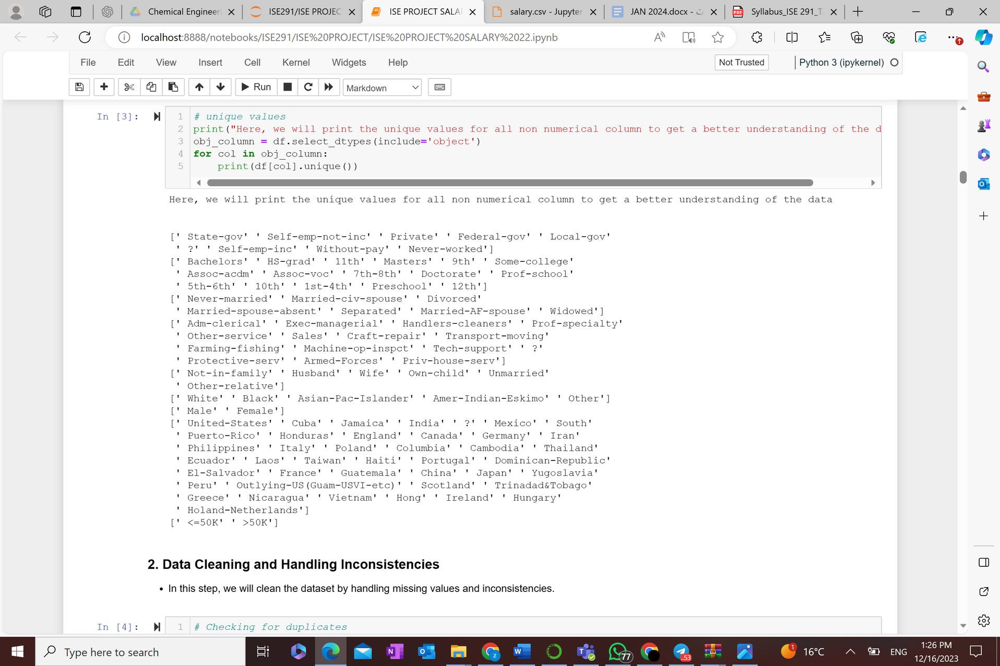 Chemical Engineeri
ISE291/ISE PROJEC
ISE PROJECT SALA
salary.csv - Jupyter
JAN 2024.docx -
Syllabus_ISE 291_T
localhost:8888/notebooks/ISE291/ISE%20PROJECT/ISE%20PROJECT%20SALARY%2022.ipynb
File Edit View Insert Cell Kernel Widgets Help
Not Trusted
Python 3 (ipykernel)
Run
Markdown
In [3]:
1 # unique values
2 print("Here, we will print the unique values for all non numerical column to get a better understanding of the d
3 obj_column = df.select_dtypes(include='object')
4 for col in obj_column:
5 print(df[col].unique())
Here, we will print the unique values for all non numerical column to get a better understanding of the data
[' State-gov' ' Self-emp-not-inc' ' Private' ' Federal-gov' ' Local-gov'
' ?' ' Self-emp-inc' ' Without-pay' ' Never-worked']
[' Bachelors' ' HS-grad' ' 11th' ' Masters' ' 9th' ' Some-college'
' Assoc-acdm' ' Assoc-voc' ' 7th-8th' ' Doctorate' ' Prof-school'
' 5th-6th' ' 10th' ' 1st-4th' ' Preschool' ' 12th']
[' Never-married' ' Married-civ-spouse' ' Divorced'
' Married-spouse-absent' ' Separated' ' Married-AF-spouse' ' Widowed']
[' Adm-clerical' ' Exec-managerial' ' Handlers-cleaners' ' Prof-specialty'
' Other-service' ' Sales' ' Craft-repair' ' Transport-moving'
' Farming-fishing' ' Machine-op-inspct' ' Tech-support' ' ?'
' Protective-serv' ' Armed-Forces' ' Priv-house-serv']
[' Not-in-family' ' Husband' ' Wife' ' Own-child' ' Unmarried'
' Other-relative']
[' White' ' Black' ' Asian-Pac-Islander' ' Amer-Indian-Eskimo' ' Other']
[' Male' ' Female']
[' United-States' ' Cuba' ' Jamaica' ' India' ' ?' ' Mexico' ' South'
' Puerto-Rico' ' Honduras' ' England' ' Canada' ' Germany' ' Iran'
' Philippines' ' Italy' ' Poland' ' Columbia' ' Cambodia' ' Thailand'
' Ecuador' ' Laos' ' Taiwan' ' Haiti' ' Portugal' ' Dominican-Republic'
' El-Salvador' ' France' ' Guatemala' ' China' ' Japan' ' Yugoslavia'
' Peru' ' Outlying-US(Guam-USVI-etc)' ' Scotland' ' Trinadad&Tobago'
' Greece' ' Nicaragua' ' Vietnam' ' Hong' ' Ireland' ' Hungary'
' Holand-Netherlands']
[' <=50K' ' >50K']
2. Data Cleaning and Handling Inconsistencies
• In this step, we will clean the dataset by handling missing values and inconsistencies.
In [4]:
1 # Checking for duplicates
Type here to search
77
53
1
16°C
ENG
1:26 PM
12/16/2023